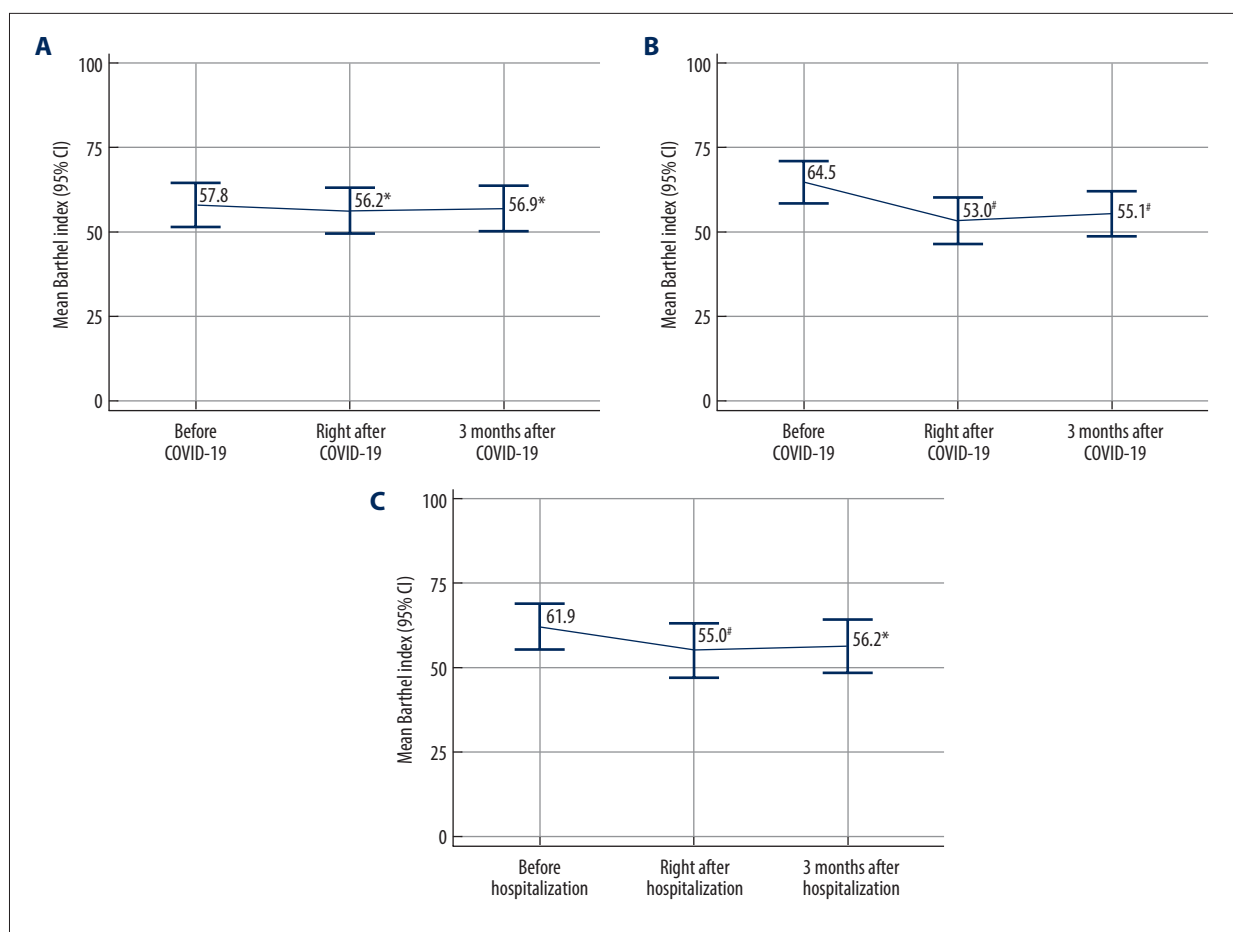 A
Mean Barthel index (95% CI)
100
75
50
25
0
57.8
56.2*
56.9*
Before
COVID-19
Right after
COVID-19
3 months after
COVID-19
B
Mean Barthel index (95% CI)
100
75
50
25
0
64.5
53.0#
55.1#
Before
COVID-19
Right after
COVID-19
3 months after
COVID-19
C
Mean Barthel index (95% CI)
100
75
50
25
0
61.9
55.0#
56.2*
Before
hospitalization
Right after
hospitalization
3 months after
hospitalization